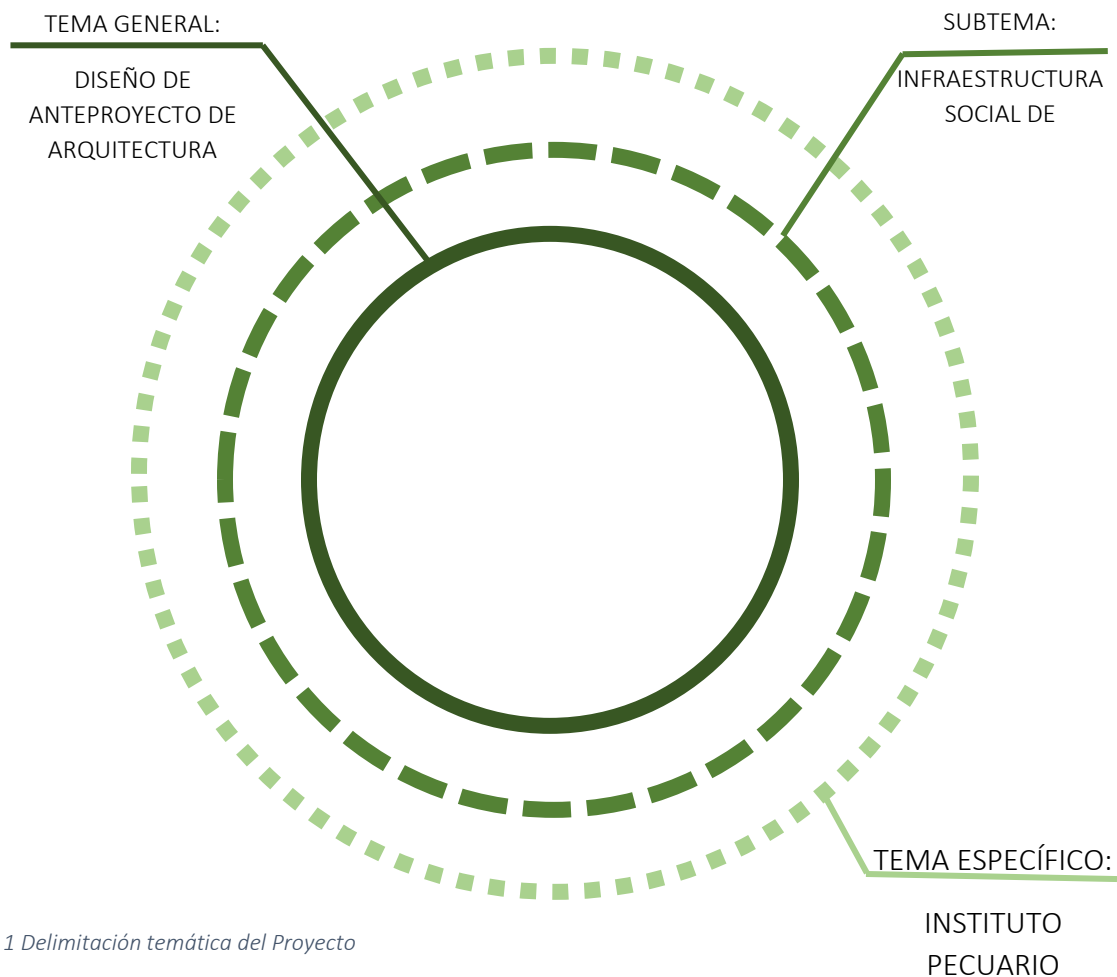 TEMA GENERAL:
DISEÑO DE
ANTEPROYECTO DE
ARQUITECTURA
SUBTEMA:
INFRAESTRUCTURA
SOCIAL DE
TEMA ESPECÍFICO:
INSTITUTO
PECUARIO
1 Delimitación temática del Proyecto